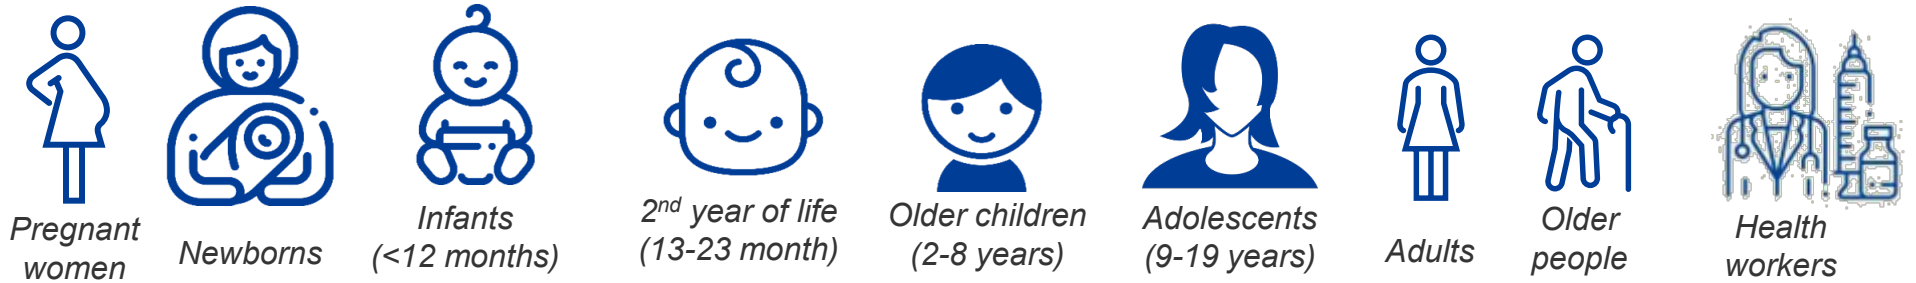 Pregnant
women
Newborns
Infants
(<12 months)
2nd year of life
(13-23 month)
Older children
(2-8 years)
Adolescents
(9-19 years)
Adults
Older
people
Health
workers